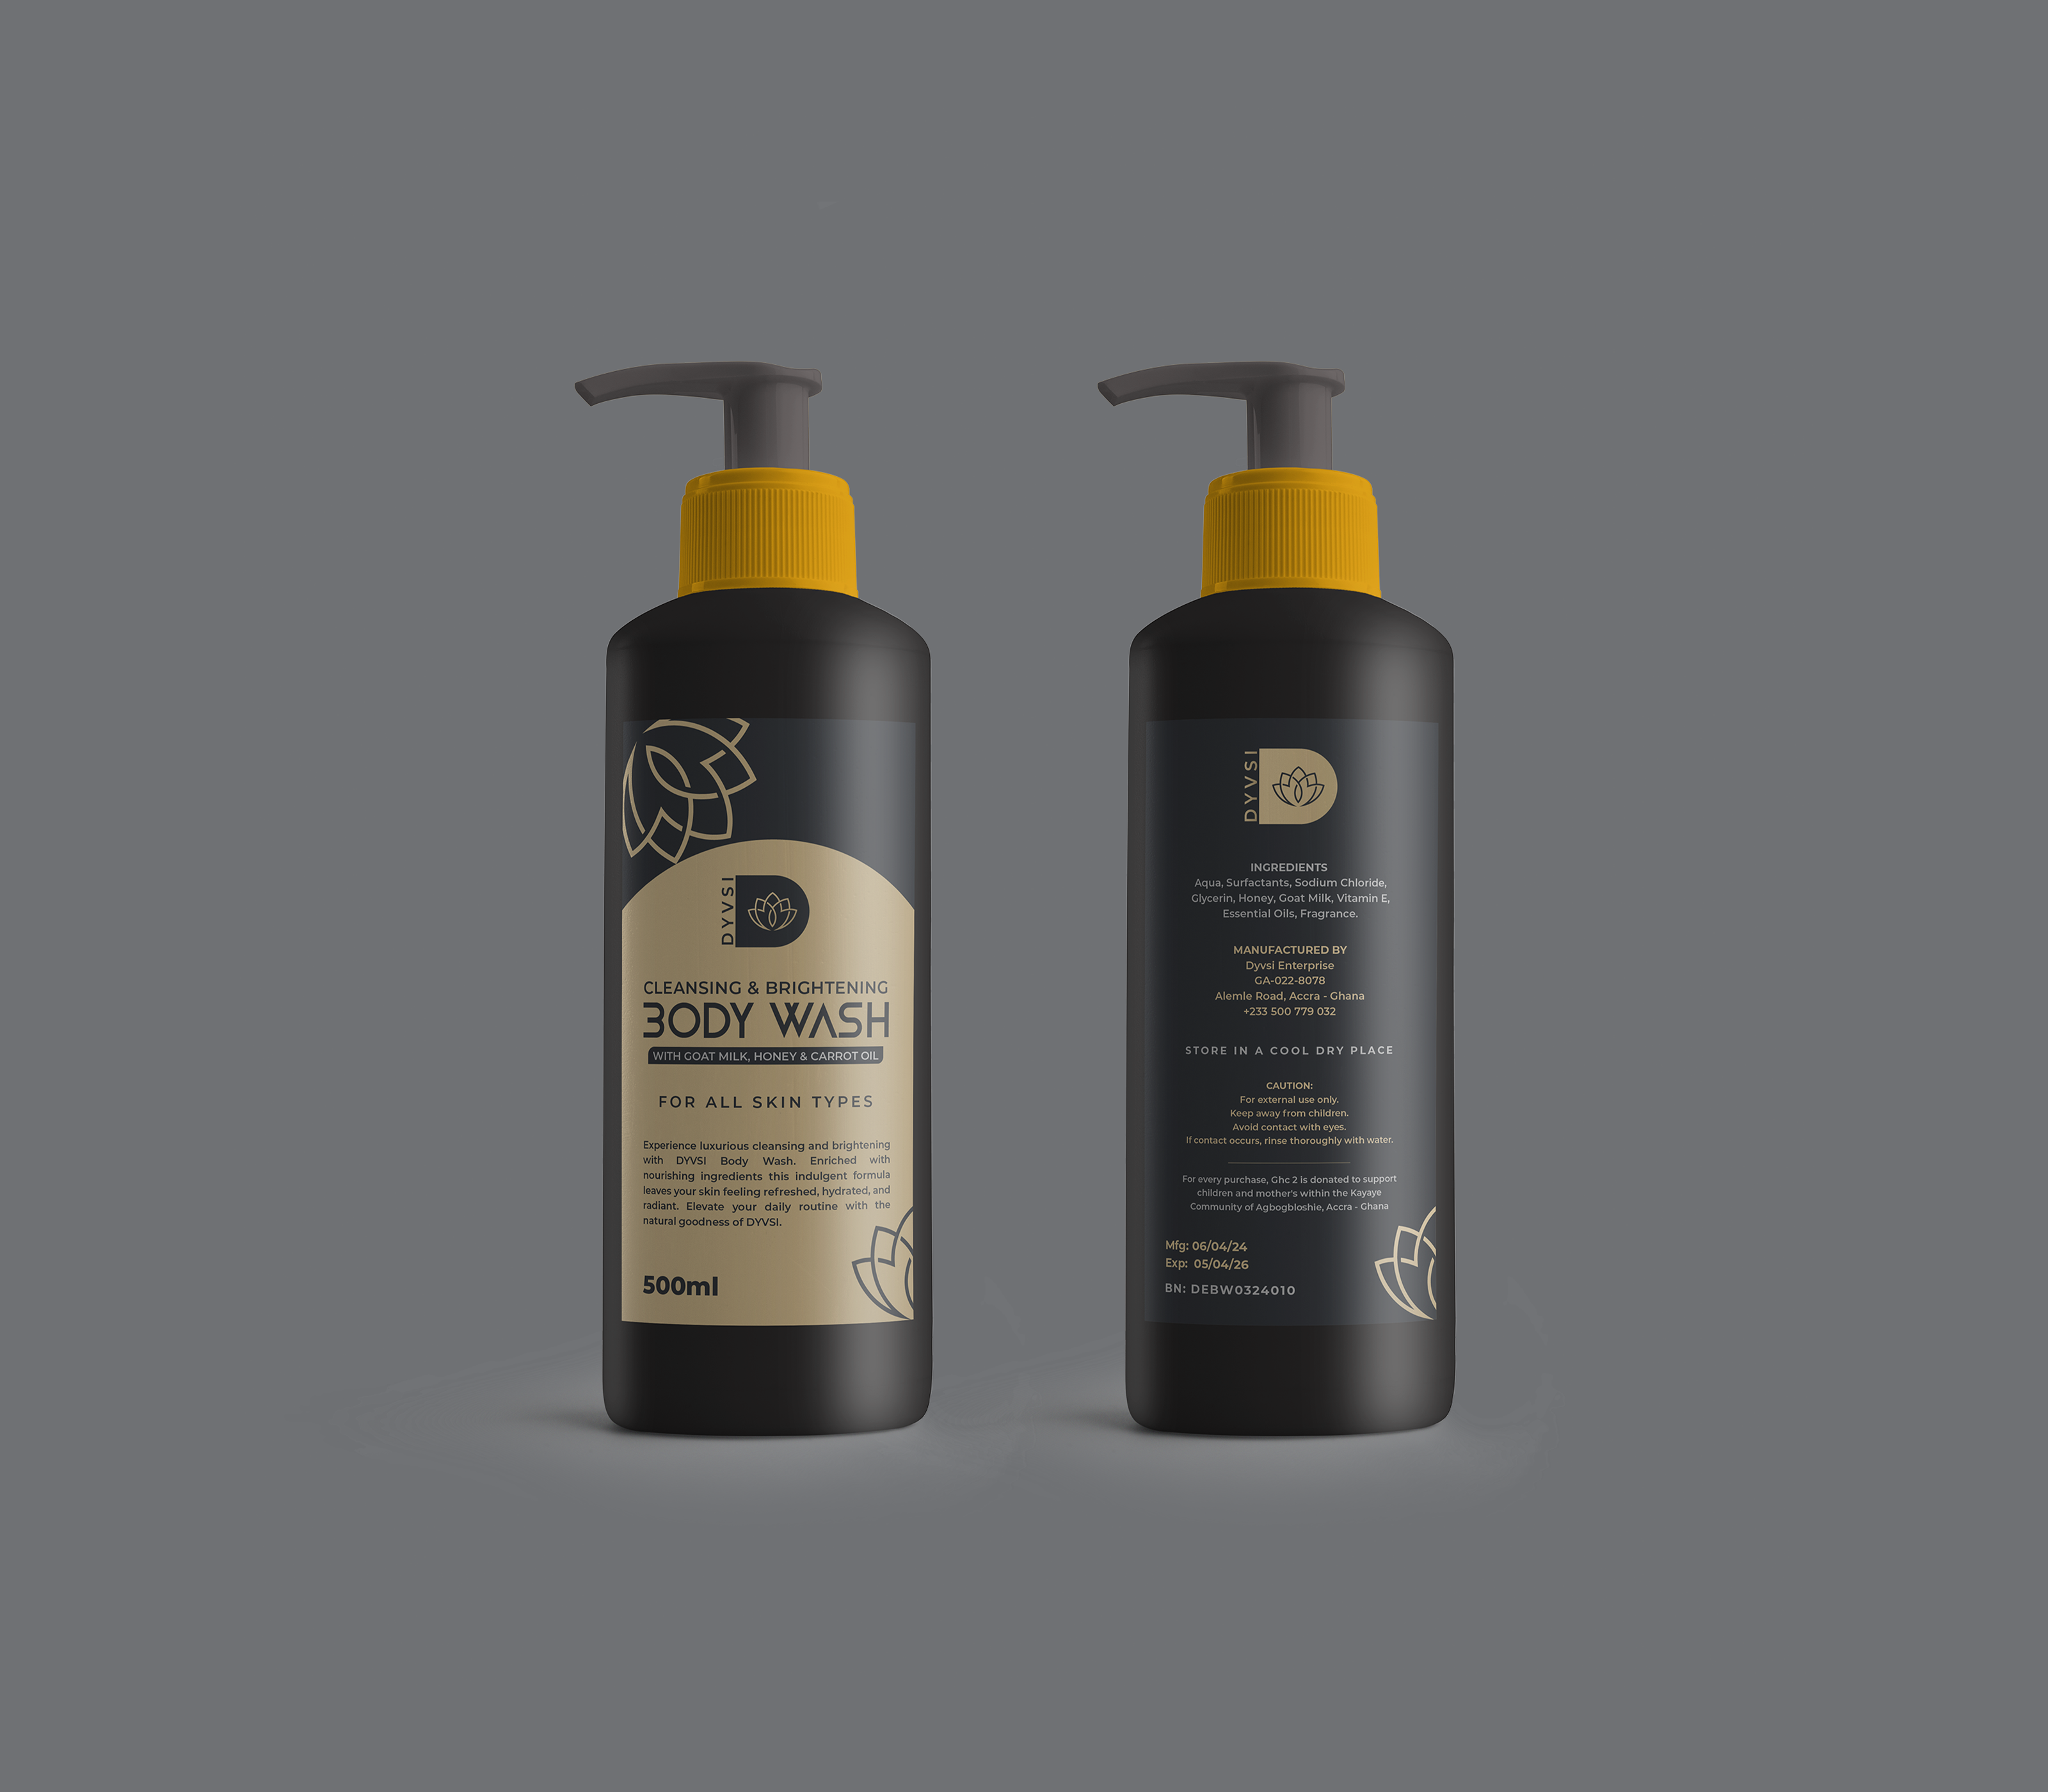 DYVSI
CLEANSING & BRIGHTENING
BODY WASH
WITH GOAT MILK, HONEY & CARROT OIL
FOR ALL SKIN TYPES
Experience luxurious cleansing and brightening
with DYVSI Body Wash. Enriched with
nourishing ingredients this indulgent formula
leaves your skin feeling refreshed, hydrated, and
radiant. Elevate your daily routine with the
natural goodness of DYVSI.
500ml
DYVSI
INGREDIENTS
Aqua, Surfactants, Sodium Chloride,
Glycerin, Honey, Goat Milk, Vitamin E,
Essential Oils, Fragrance.
MANUFACTURED BY
Dyvsi Enterprise
GA-022-8078
Alemle Road, Accra - Ghana
+233 500 779 032
STORE IN A COOL DRY PLACE
CAUTION:
For external use only.
Keep away from children.
Avoid contact with eyes.
If contact occurs, rinse thoroughly with water.
For every purchase, Ghc 2 is donated to support
children and mother's within the Kayaye
Community of Agbogbloshie, Accra - Ghana
Mfg: 06/04/24
Exp: 05/04/26
BN: DEBW0324010